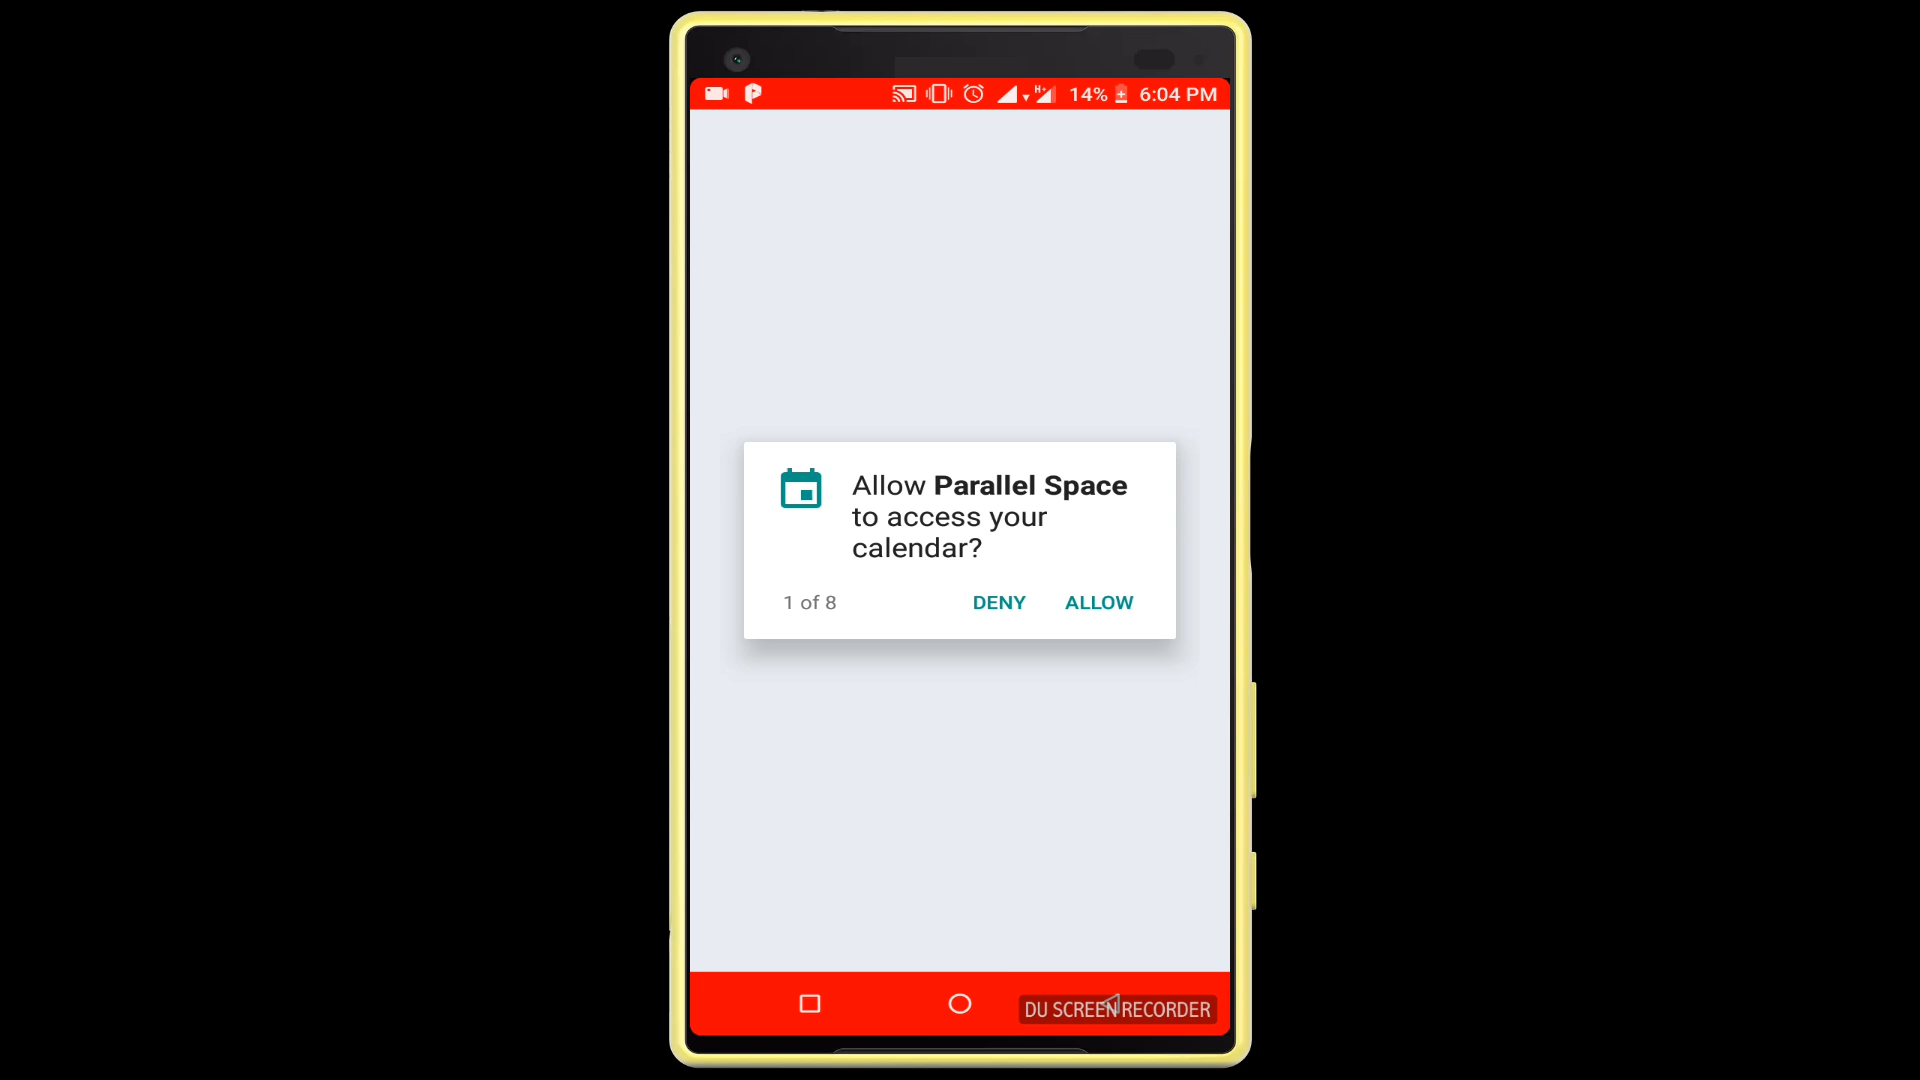 H+ 14% 6:04 PM
Allow Parallel Space
to access your
calendar?
1 of 8 DENY ALLOW
DU SCREEN RECORDER